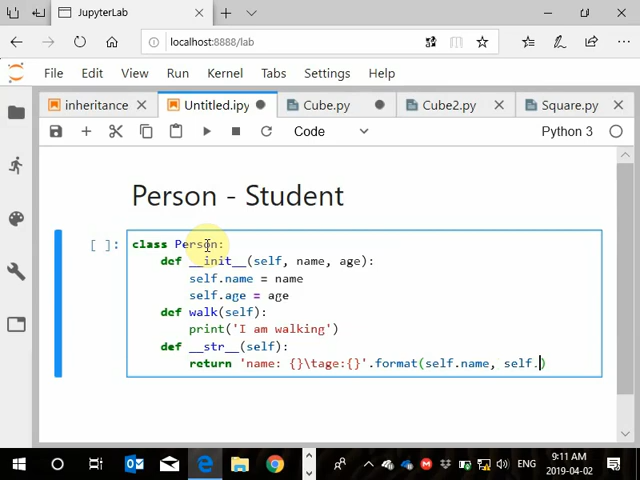 JupyterLab
localhost:8888/lab
File Edit View Run Kernel Tabs Settings Help
inheritance Untitled.ipy Cube.py Cube2.py Square.py
Code Python 3
Person - Student
[ ]: class Person:
def __init__(self, name, age):
self.name = name
self.age = age
def walk(self):
print('I am walking')
def __str__(self):
return 'name: {}\tage:{}'.format(self.name, self.)
9:11 AM
ENG
2019-04-02